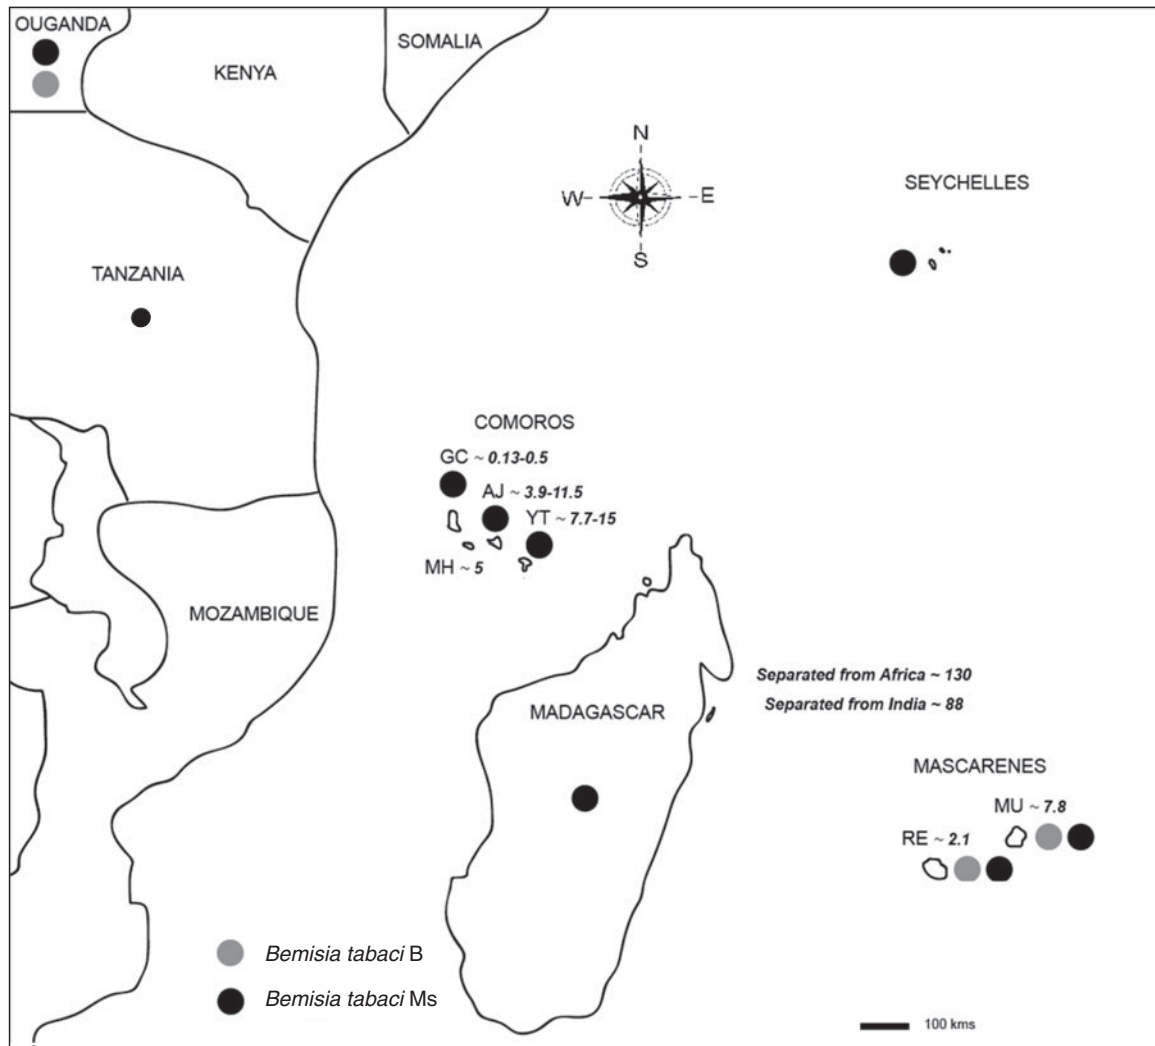 OUGANDA
SOMALIA
KENYA
N
W
E
S
SEYCHELLES
TANZANIA
COMOROS
GC ~ 0.13-0.5
AJ ~ 3.9-11.5
YT ~ 7.7-15
MH ~ 5
MOZAMBIQUE
Separated from Africa ~ 130
Separated from India ~ 88
MADAGASCAR
MASCARENES
MU ~ 7.8
RE ~ 2.1
Bemisia tabaci B
Bemisia tabaci Ms
100 kms